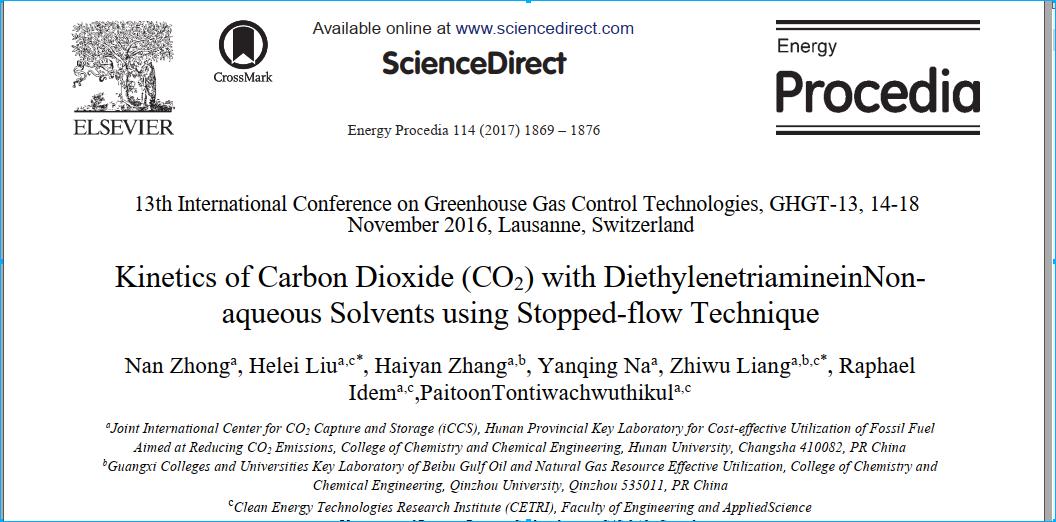 Available online at www.sciencedirect.com
CrossMark
ScienceDirect
ELSEVIER
Energy Procedia 114 (2017) 1869 – 1876
Energy
Procedia
13th International Conference on Greenhouse Gas Control Technologies, GHGT-13, 14-18
November 2016, Lausanne, Switzerland
Kinetics of Carbon Dioxide (CO₂) with DiethylenetriamineinNon-
aqueous Solvents using Stopped-flow Technique
Nan Zhongᵃ, Helei Liuᵃ,ᶜ*, Haiyan Zhangᵃ,ᵇ, Yanqing Naᵃ, Zhiwu Liangᵃ,ᵇ,ᶜ*, Raphael
Idemᵃ,ᶜ,PaitoonTontiwachwuthikulᵃ,ᶜ
ᵃJoint International Center for CO₂ Capture and Storage (iCCS), Hunan Provincial Key Laboratory for Cost-effective Utilization of Fossil Fuel
Aimed at Reducing CO₂ Emissions, College of Chemistry and Chemical Engineering, Hunan University, Changsha 410082, PR China
ᵇGuangxi Colleges and Universities Key Laboratory of Beibu Gulf Oil and Natural Gas Resource Effective Utilization, College of Chemistry and
Chemical Engineering, Qinzhou University, Qinzhou 535011, PR China
ᶜClean Energy Technologies Research Institute (CETRI), Faculty of Engineering and AppliedScience